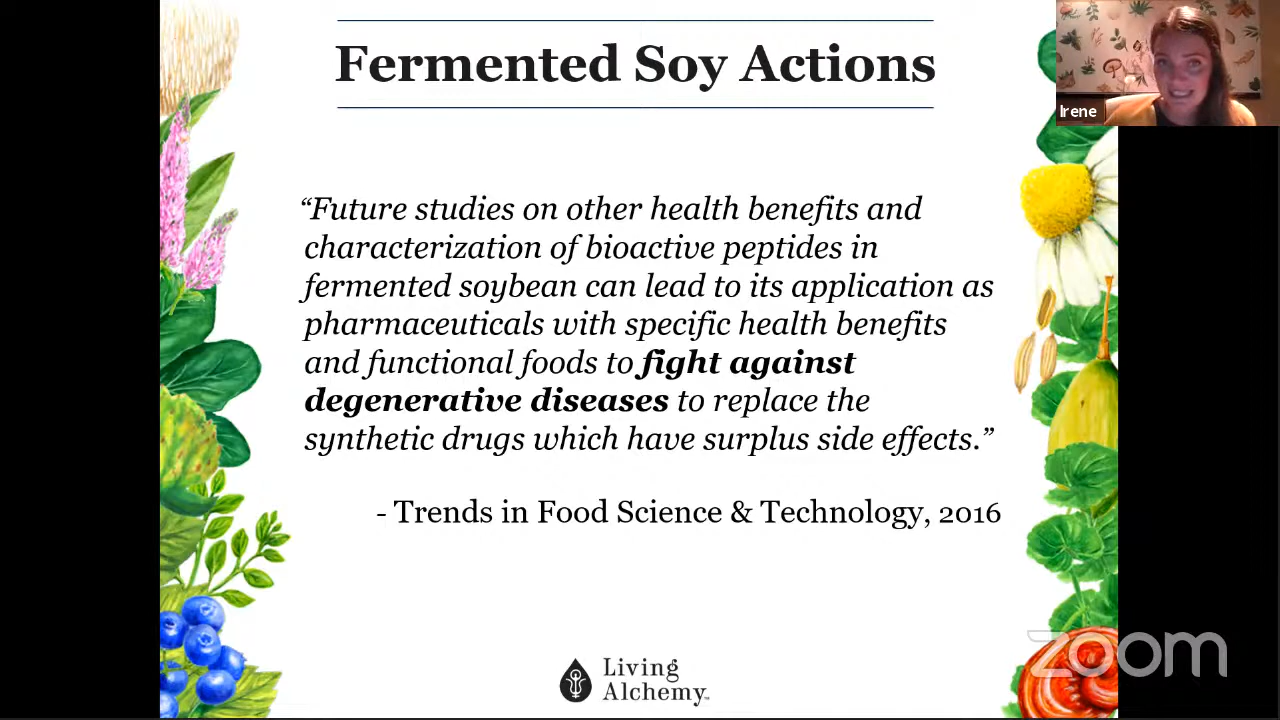 Fermented Soy Actions
Irene
“Future studies on other health benefits and
characterization of bioactive peptides in
fermented soybean can lead to its application as
pharmaceuticals with specific health benefits
and functional foods to fight against
degenerative diseases to replace the
synthetic drugs which have surplus side effects.”
- Trends in Food Science & Technology, 2016
Living
Alchemy™
zoom